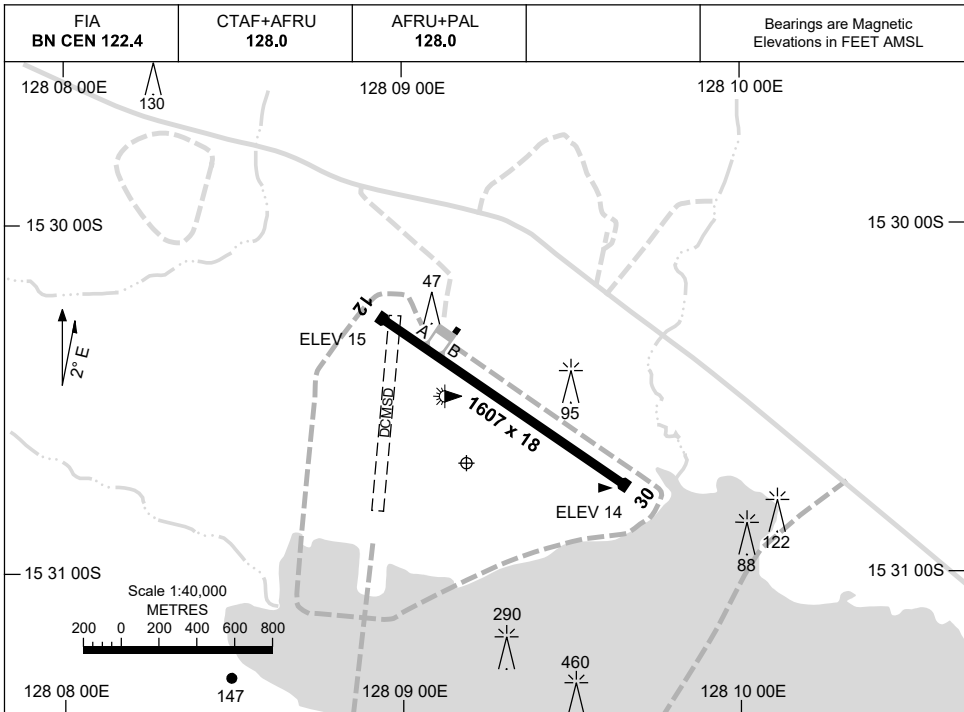 FIA
BN CEN 122.4
CTAF+AFRU
128.0
AFRU+PAL
128.0
Bearings are Magnetic
Elevations in FEET AMSL
128 08 00E
128 09 00E
128 10 00E
130
15 30 00S
15 30 00S
47
12
ELEV 15
A
B
2° E
95
DCMSD
1607 x 18
30
ELEV 14
122
88
15 31 00S
15 31 00S
Scale 1:40,000
METRES
200 0 200 400 600 800
290
460
147
128 08 00E
128 09 00E
128 10 00E